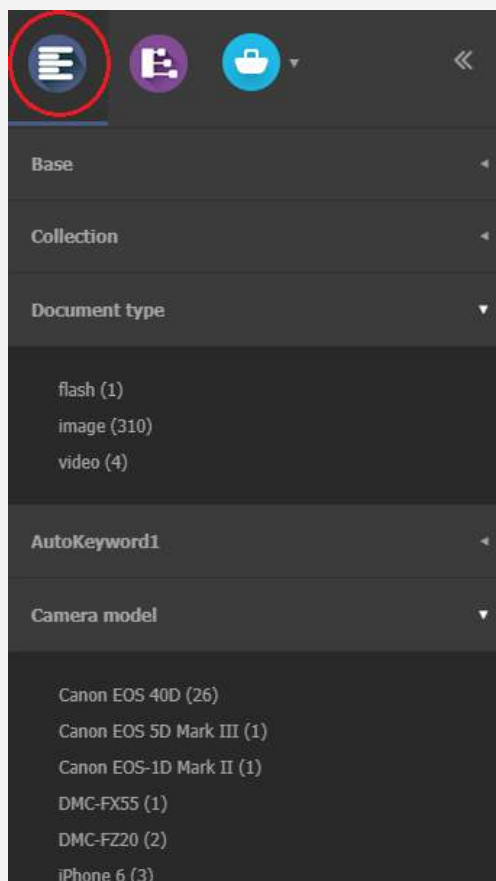 Base
Collection
Document type
flash (1)
image (310)
video (4)
AutoKeyword1
Camera model
Canon EOS 40D (26)
Canon EOS 5D Mark III (1)
Canon EOS-1D Mark II (1)
DMC-FX55 (1)
DMC-FZ20 (2)
iPhone 6 (3)